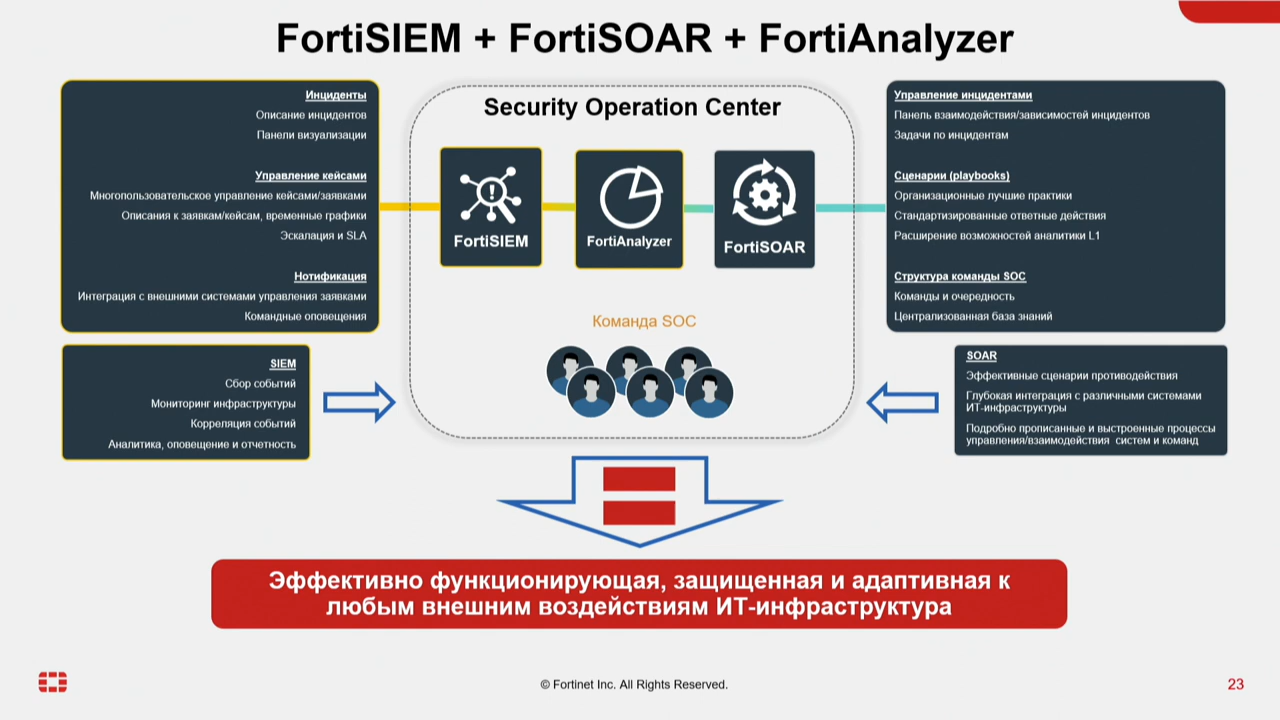 FortiSIEM + FortiSOAR + FortiAnalyzer
Инциденты
Описание инцидентов
Панели визуализации
Управление кейсами
Многопользовательское управление кейсами/заявками
Описания к заявкам/кейсам, временные графики
Эскалация и SLA
Нотификация
Интеграция с внешними системами управления заявками
Командные оповещения
SIEM
Сбор событий
Мониторинг инфраструктуры
Корреляция событий
Аналитика, оповещение и отчетность
Security Operation Center
FortiSIEM
FortiAnalyzer
FortiSOAR
Команда SOC
Управление инцидентами
Панель взаимодействия/зависимостей инцидентов
Задачи по инцидентам
Сценарии (playbooks)
Организационные лучшие практики
Стандартизированные ответные действия
Расширение возможностей аналитики L1
Структура команды SOC
Команды и очередность
Централизованная база знаний
SOAR
Эффективные сценарии противодействия
Глубокая интеграция с различными системами
ИТ-инфраструктуры
Подробно прописанные и выстроенные процессы
управления/взаимодействия систем и команд
Эффективно функционирующая, защищенная и адаптивная к
любым внешним воздействиям ИТ-инфраструктура
© Fortinet Inc. All Rights Reserved.
23